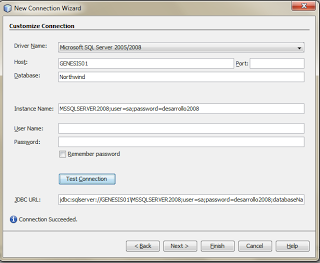 New Connection Wizard
Customize Connection
Driver Name: Microsoft SQL Server 2005/2008
Host: GENESIS01 Port:
Database: Northwind
Instance Name: MSSQLSERVER2008;user=sa;password=desarrollo2008
User Name:
Password:
Remember password
Test Connection
JDBC URL: jdbc:sqlserver://GENESIS01\MSSQLSERVER2008;user=sa;password=desarrollo2008;databaseNa
Connection Succeeded.
< Back Next > Finish Cancel Help